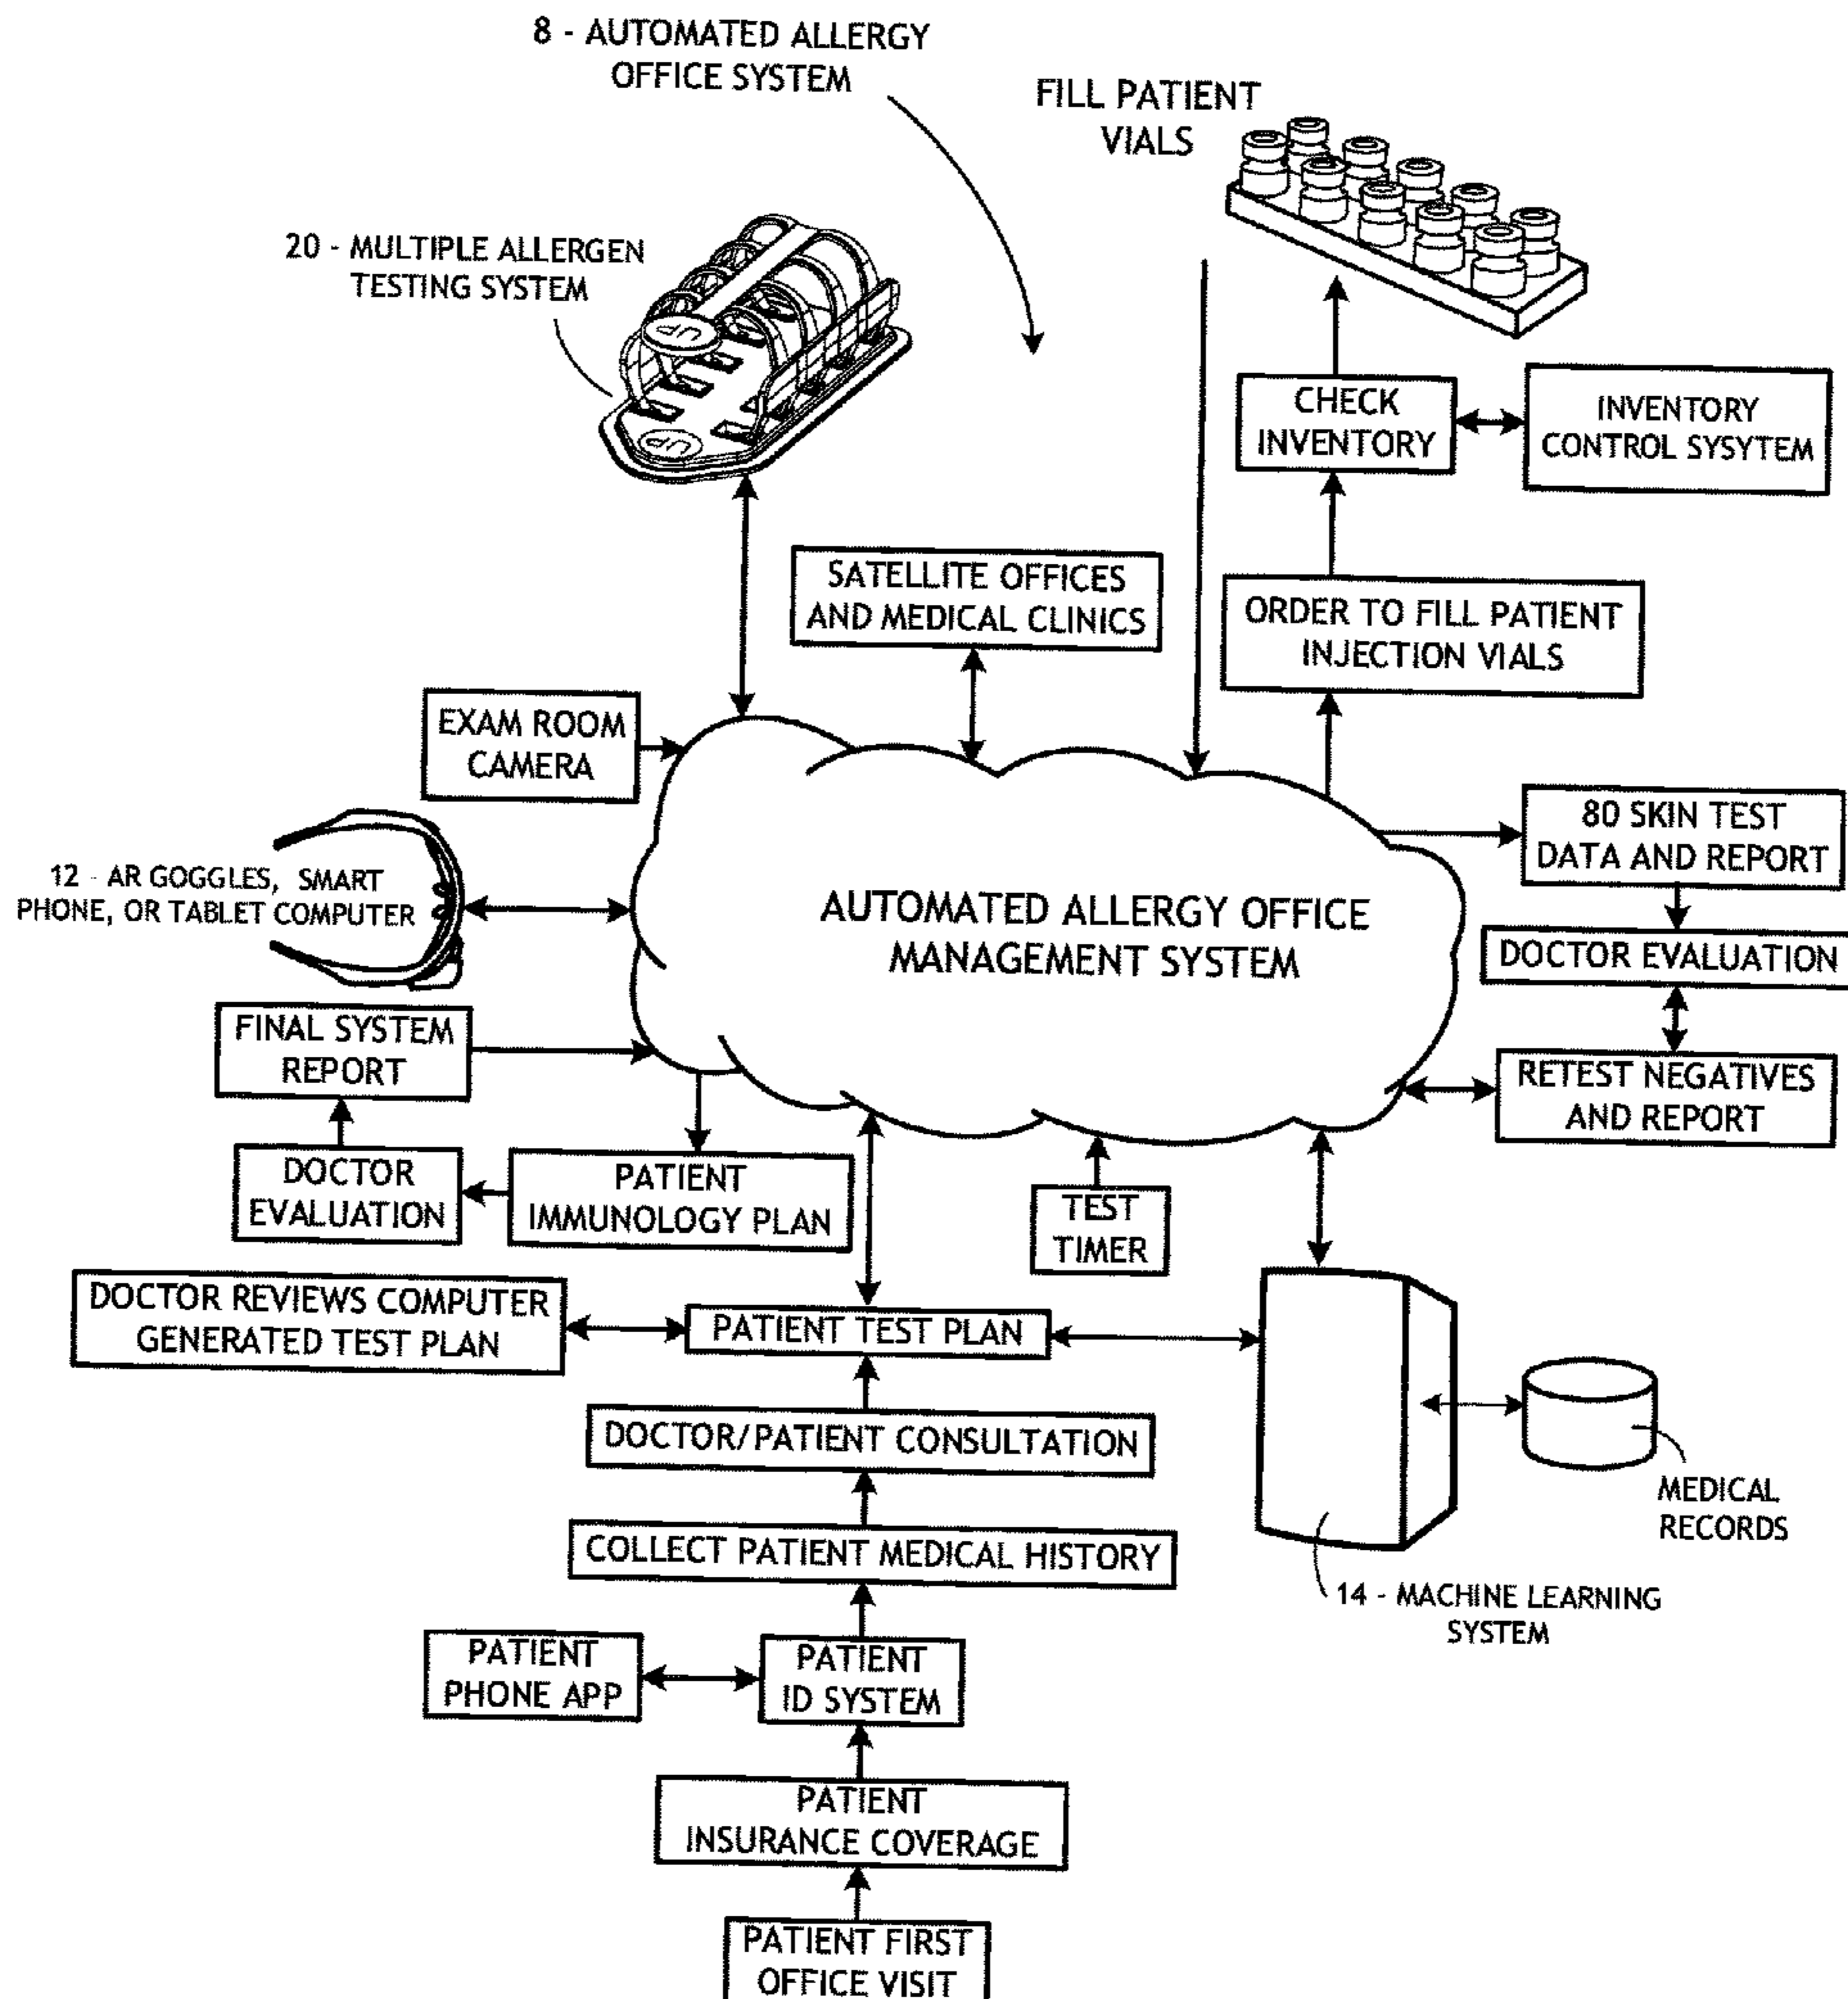 8 - AUTOMATED ALLERGY
OFFICE SYSTEM
FILL PATIENT
VIALS
20 - MULTIPLE ALLERGEN
TESTING SYSTEM
UP
UP
CHECK
INVENTORY
INVENTORY
CONTROL SYSYTEM
SATELLITE OFFICES
AND MEDICAL CLINICS
ORDER TO FILL PATIENT
INJECTION VIALS
EXAM ROOM
CAMERA
80 SKIN TEST
DATA AND REPORT
12 - AR GOGGLES, SMART
PHONE, OR TABLET COMPUTER
AUTOMATED ALLERGY OFFICE
MANAGEMENT SYSTEM
DOCTOR EVALUATION
FINAL SYSTEM
REPORT
RETEST NEGATIVES
AND REPORT
DOCTOR
EVALUATION
PATIENT
IMMUNOLOGY PLAN
TEST
TIMER
DOCTOR REVIEWS COMPUTER
GENERATED TEST PLAN
PATIENT TEST PLAN
DOCTOR/PATIENT CONSULTATION
MEDICAL
RECORDS
COLLECT PATIENT MEDICAL HISTORY
14 - MACHINE LEARNING
SYSTEM
PATIENT
PHONE APP
PATIENT
ID SYSTEM
PATIENT
INSURANCE COVERAGE
PATIENT FIRST
OFFICE VISIT